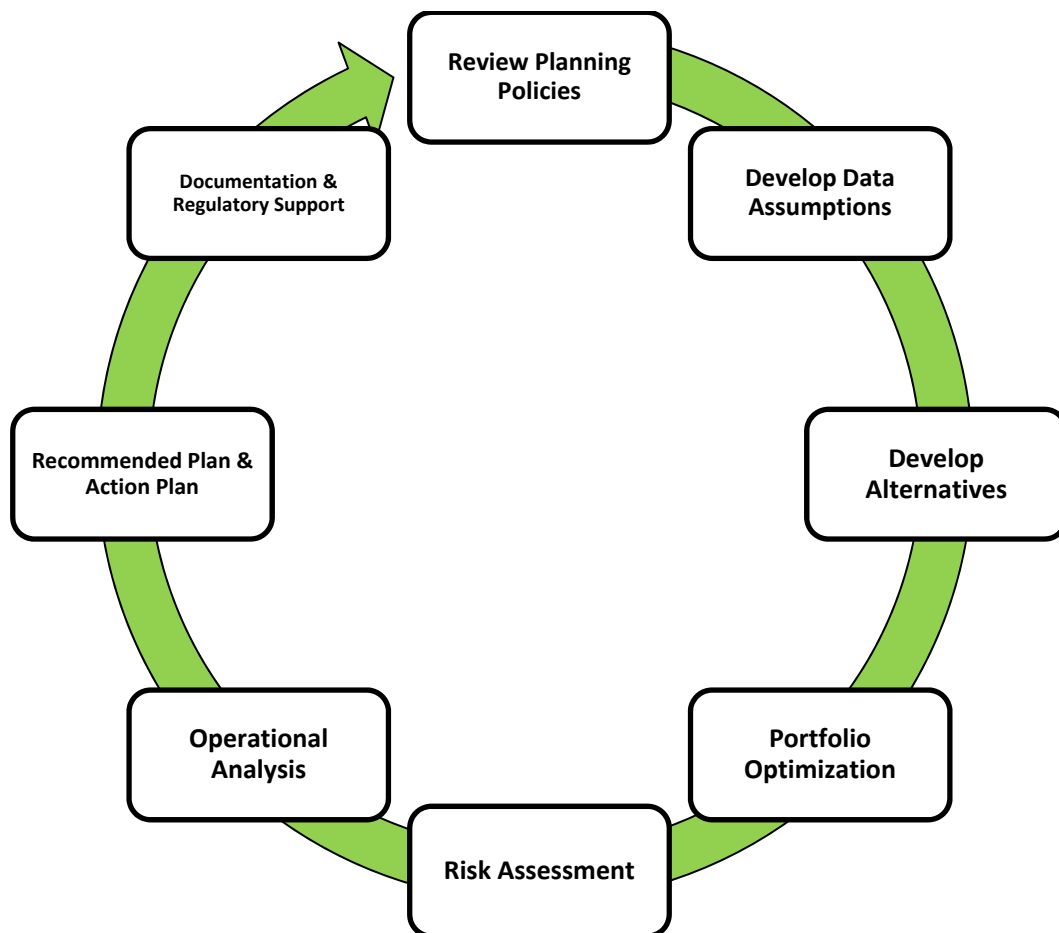 Review Planning
Policies
Develop Data
Assumptions
Develop
Alternatives
Portfolio
Optimization
Risk Assessment
Operational
Analysis
Recommended Plan &
Action Plan
Documentation &
Regulatory Support